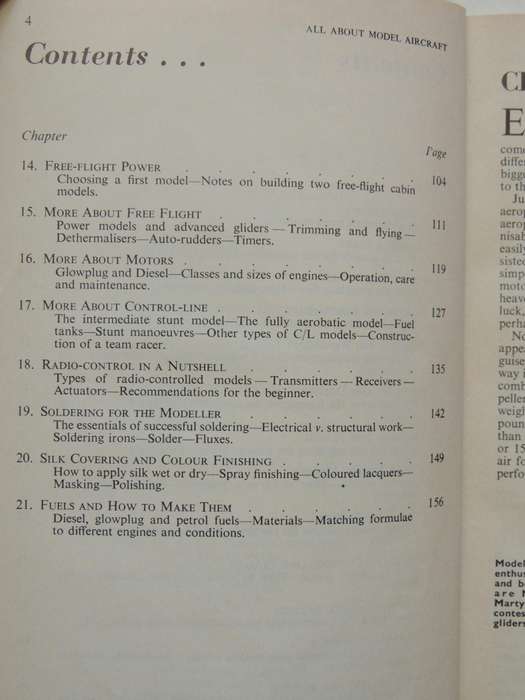 4
ALL ABOUT MODEL AIRCRAFT
Contents . . .
Chapter
Page
14. FREE-FLIGHT POWER . . . . . . 104
Choosing a first model—Notes on building two free-flight cabin
models.
15. MORE ABOUT FREE FLIGHT . . . . . 111
Power models and advanced gliders—Trimming and flying—
Dethermalisers—Auto-rudders—Timers.
16. MORE ABOUT MOTORS . . . . . . 119
Glowplug and Diesel—Classes and sizes of engines—Operation, care
and maintenance.
17. MORE ABOUT CONTROL-LINE . . . . . 127
The intermediate stunt model—The fully aerobatic model—Fuel
tanks—Stunt manoeuvres—Other types of C/L models—Construc-
tion of a team racer.
18. RADIO-CONTROL IN A NUTSHELL . . . . . 135
Types of radio-controlled models—Transmitters—Receivers—
Actuators—Recommendations for the beginner.
19. SOLDERING FOR THE MODELLER . . . . . 142
The essentials of successful soldering—Electrical v. structural work—
Soldering irons—Solder—Fluxes.
20. SILK COVERING AND COLOUR FINISHING . . . . 149
How to apply silk wet or dry—Spray finishing—Coloured lacquers—
Masking—Polishing.
21. FUELS AND HOW TO MAKE THEM . . . . . 156
Diesel, glowplug and petrol fuels—Materials—Matching formulae
to different engines and conditions.
Model
and b
are
Marty
gliders